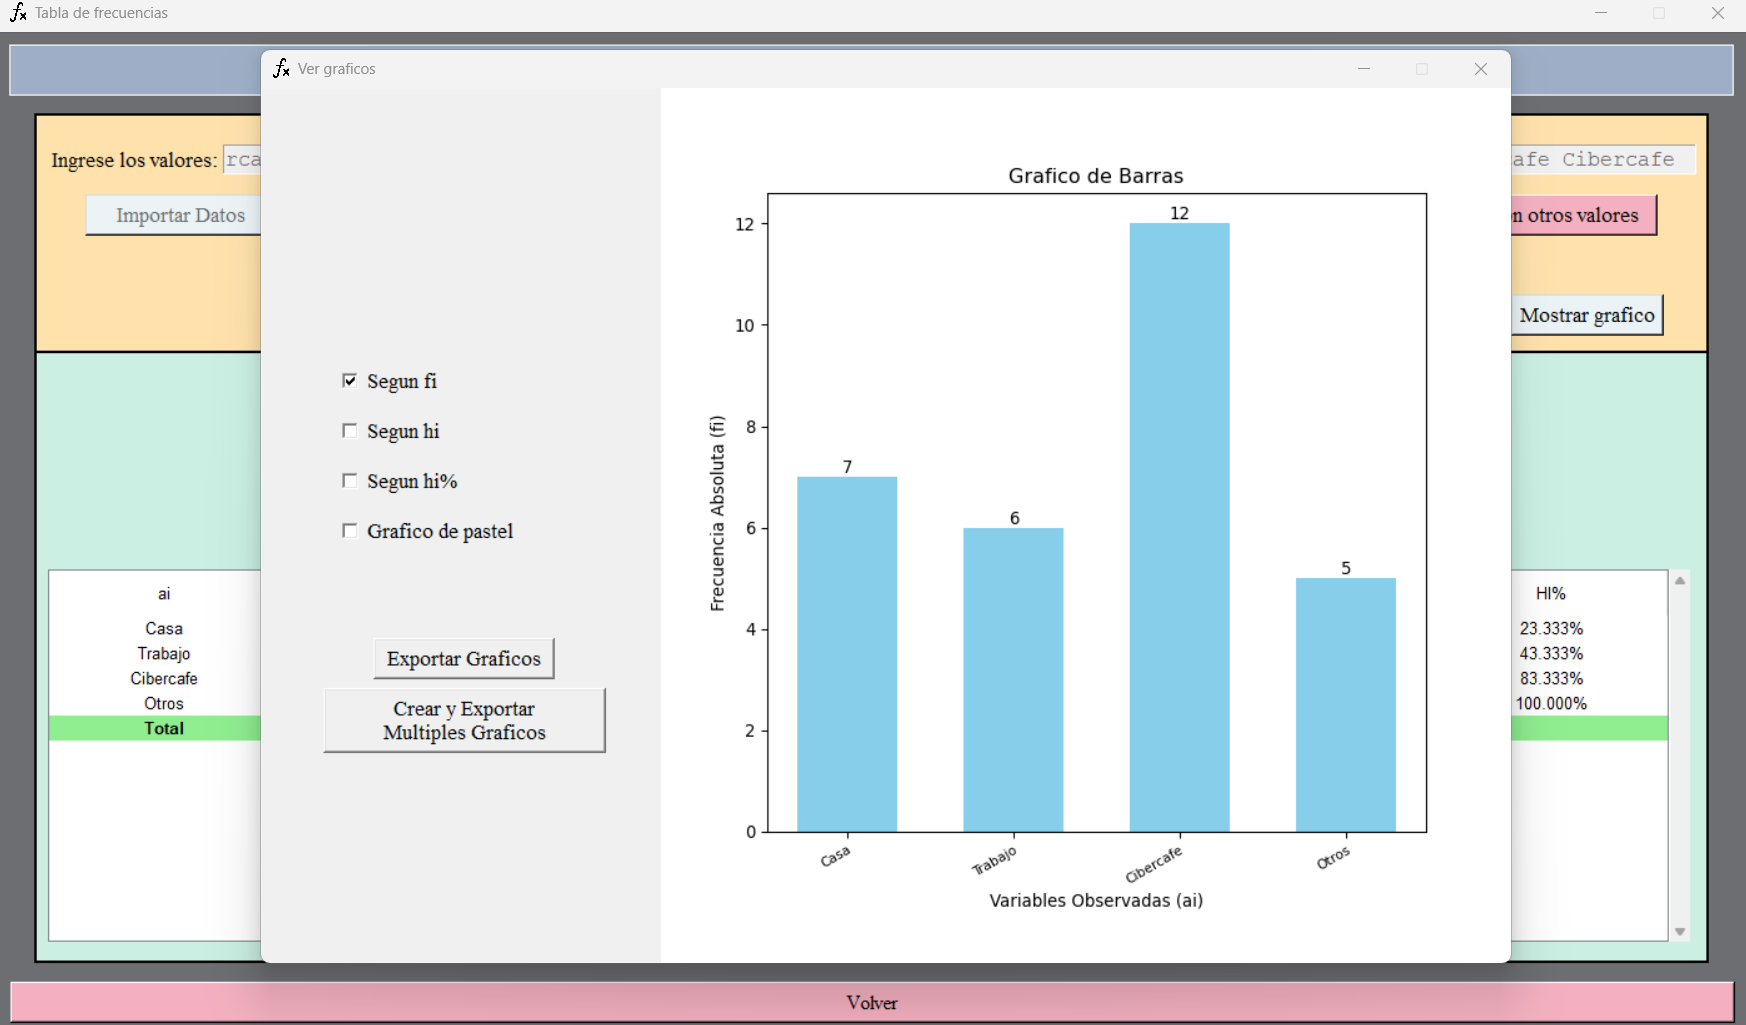 Tabla de frecuencias
Ver graficos
Ingrese los valores:
Cibercafe
Importar Datos
otros valores
Mostrar grafico
Segun fi
Segun hi
Segun hi%
Grafico de pastel
Exportar Graficos
Crear y Exportar
Multiples Graficos
Grafico de Barras
12
10
8
6
4
2
0
7
6
12
5
Frecuencia Absoluta (fi)
Casa
Trabajo
Cibercafe
Otros
Variables Observadas (ai)
ai
HI%
Casa
23.333%
Trabajo
43.333%
Cibercafe
83.333%
Otros
100.000%
Total
Volver